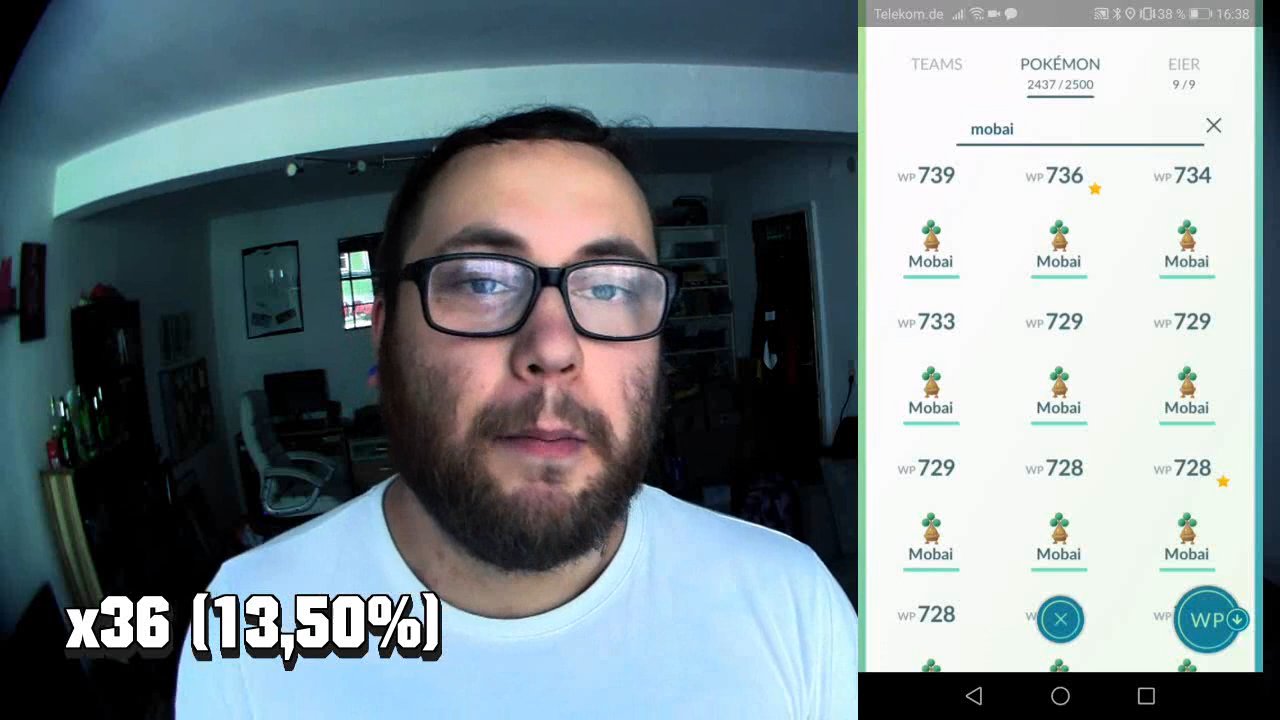 Telekom.de 38 % 16:38
TEAMS POKÉMON EIER
2437 / 2500 9 / 9
mobai
WP 739 WP 736 WP 734
Mobai Mobai Mobai
WP 733 WP 729 WP 729
Mobai Mobai Mobai
WP 729 WP 728 WP 728
Mobai Mobai Mobai
WP 728 W WP
x36 (13,50%)